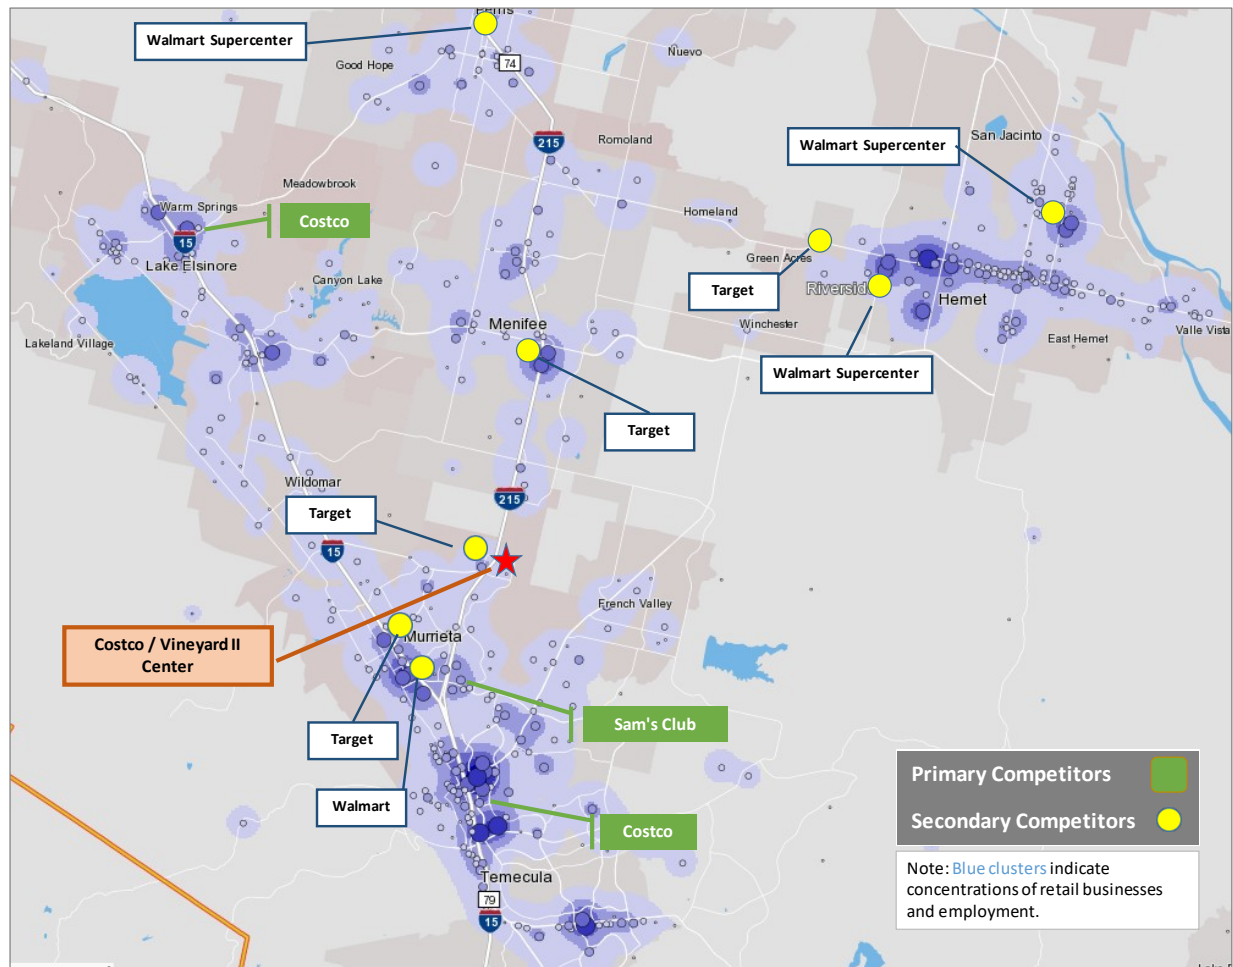 Perris
Walmart Supercenter
Nuevo
Good Hope
74
215
Romoland
San Jacinto
Walmart Supercenter
Meadowbrook
Warm Springs
Costco
Homeland
15
Lake Elsinore
Green Acres
Canyon Lake
Target
Riverside
Hemet
Menifee
Winchester
Valle Vista
Lakeland Village
East Hemet
Walmart Supercenter
Target
Wildomar
215
Target
15
French Valley
Murrieta
Costco / Vineyard II
Center
Sam's Club
Target
Primary Competitors
Walmart
Secondary Competitors
Costco
Note: Blue clusters indicate
concentrations of retail businesses
and employment.
Temecula
79
15